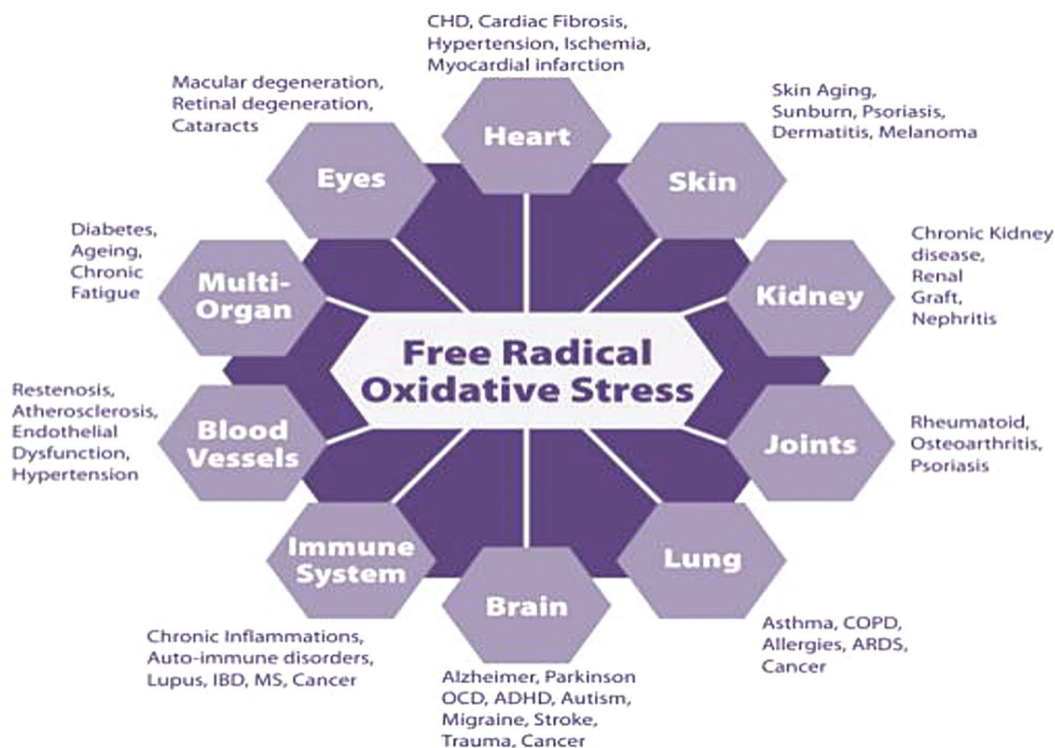 CHD, Cardiac Fibrosis,
Hypertension, Ischemia,
Myocardial infarction
Heart
Skin Aging,
Sunburn, Psoriasis,
Dermatitis, Melanoma
Skin
Chronic Kidney
disease,
Renal
Graft,
Nephritis
Kidney
Rheumatoid,
Osteoarthritis,
Psoriasis
Joints
Asthma, COPD,
Allergies, ARDS,
Cancer
Lung
Alzheimer, Parkinson
OCD, ADHD, Autism,
Migraine, Stroke,
Trauma, Cancer
Brain
Chronic Inflammations,
Auto-immune disorders,
Lupus, IBD, MS, Cancer
Immune
System
Restenosis,
Atherosclerosis,
Endothelial
Dysfunction,
Hypertension
Blood
Vessels
Diabetes,
Ageing,
Chronic
Fatigue
Multi-
Organ
Macular degeneration,
Retinal degeneration,
Cataracts
Eyes
Free Radical
Oxidative Stress